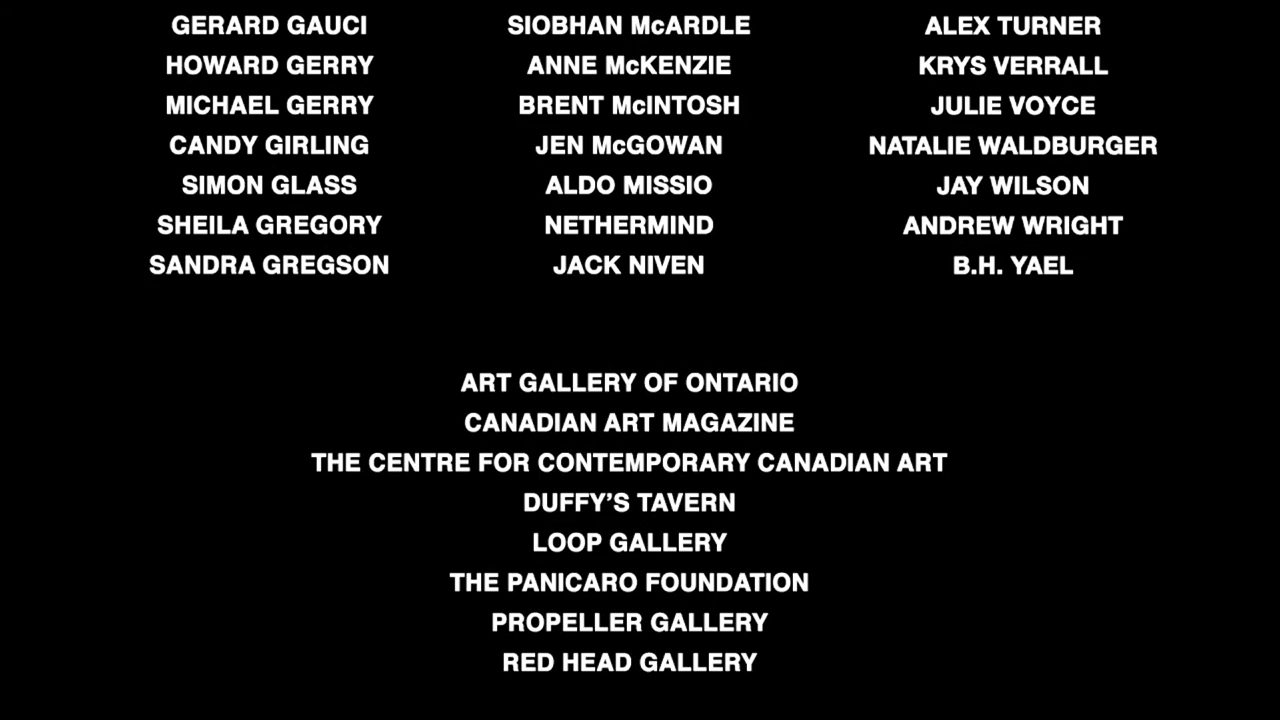 GERARD GAUCI
HOWARD GERRY
MICHAEL GERRY
CANDY GIRLING
SIMON GLASS
SHEILA GREGORY
SANDRA GREGSON
SIOBHAN McARDLE
ANNE McKENZIE
BRENT McINTOSH
JEN McGOWAN
ALDO MISSIO
NETHERMIND
JACK NIVEN
ALEX TURNER
KRYS VERRALL
JULIE VOYCE
NATALIE WALDBURGER
JAY WILSON
ANDREW WRIGHT
B.H. YAEL
ART GALLERY OF ONTARIO
CANADIAN ART MAGAZINE
THE CENTRE FOR CONTEMPORARY CANADIAN ART
DUFFY’S TAVERN
LOOP GALLERY
THE PANICARO FOUNDATION
PROPELLER GALLERY
RED HEAD GALLERY